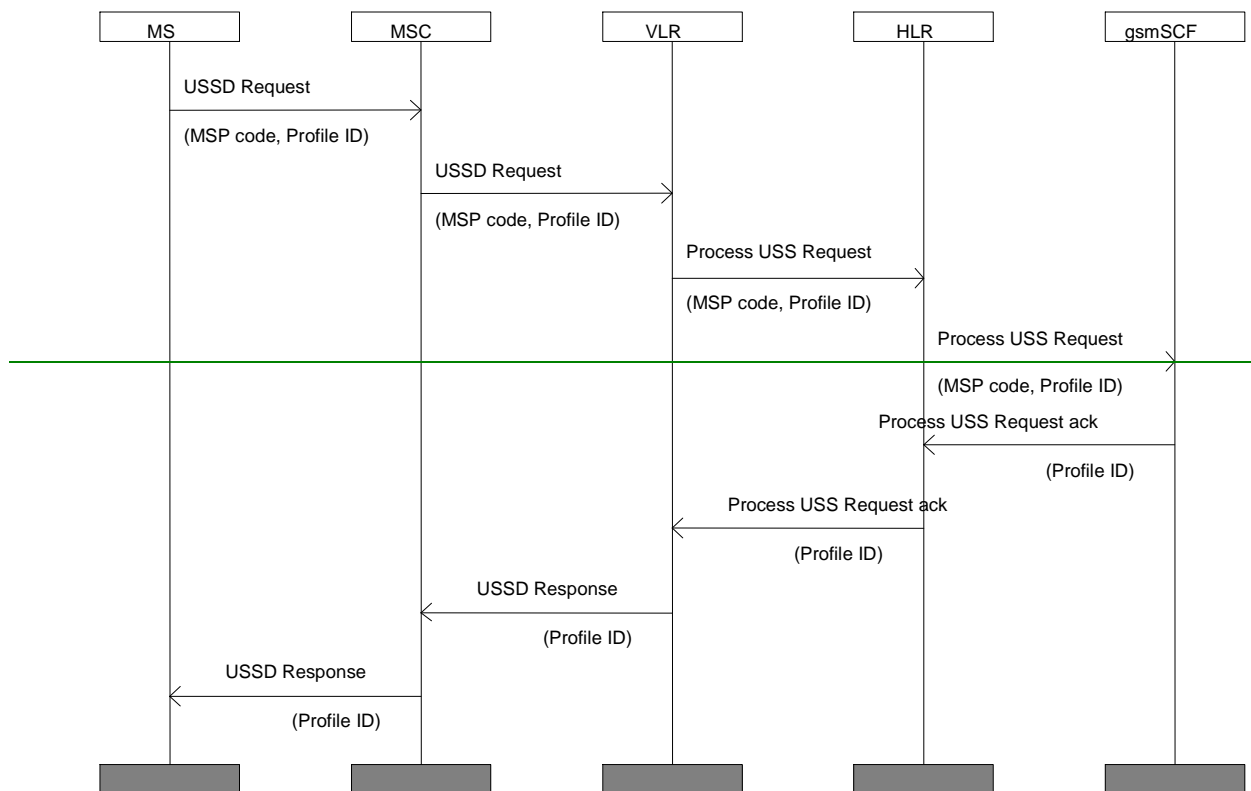 MS
MSC
VLR
HLR
gsmSCF
USSD Request
(MSP code, Profile ID)
USSD Request
(MSP code, Profile ID)
Process USS Request
(MSP code, Profile ID)
Process USS Request
(MSP code, Profile ID)
Process USS Request ack
(Profile ID)
Process USS Request ack
(Profile ID)
USSD Response
(Profile ID)
USSD Response
(Profile ID)